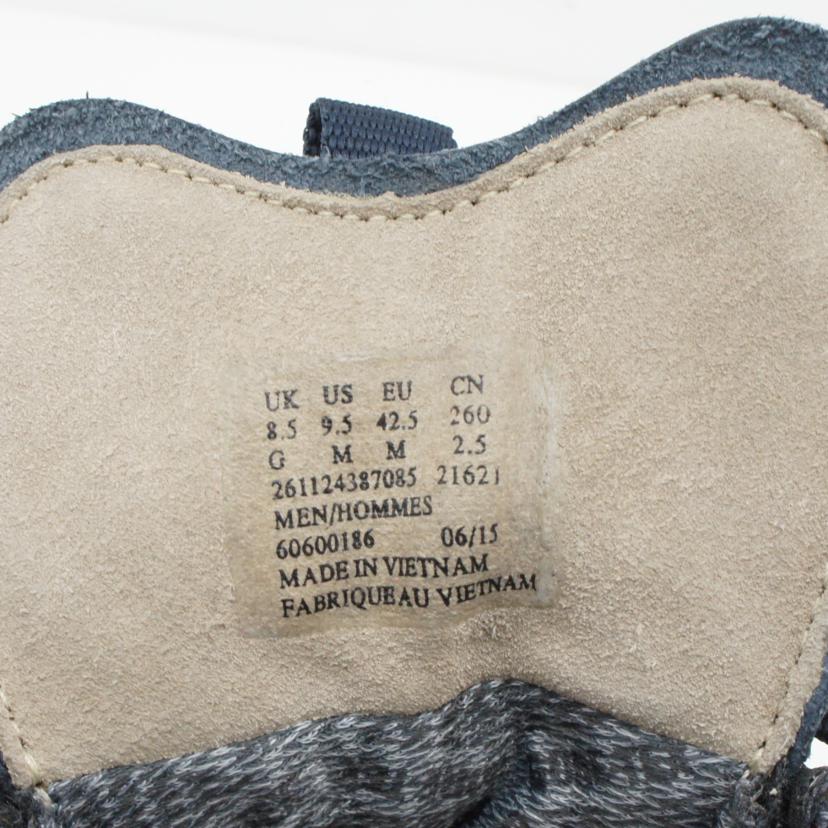 UK US EU CN
8.5 9.5 42.5 260
G M M 2.5
261124387085 21621
MEN/HOMMES
60600186 06/15
MADE IN VIETNAM
FABRIQUE AU VIETNAM